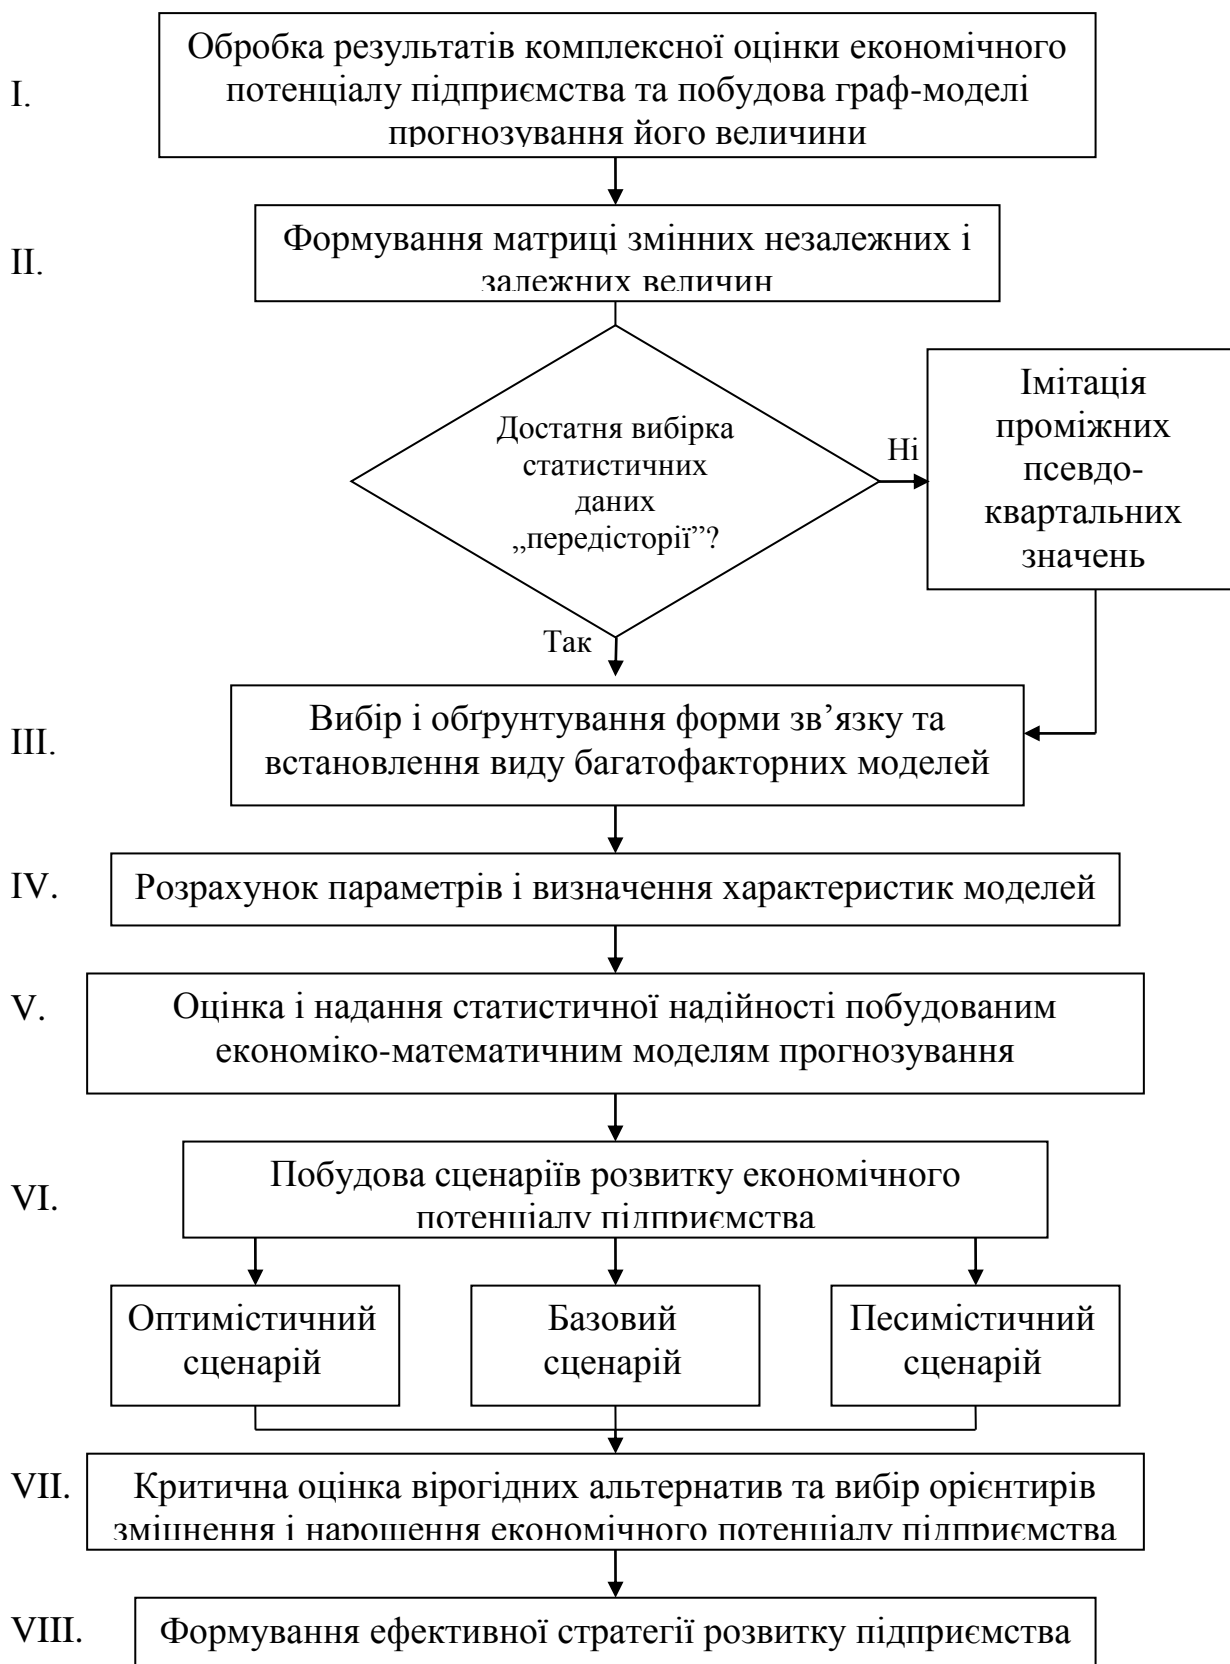 I.
Обробка результатів комплексної оцінки економічного
потенціалу підприємства та побудова граф-моделі
прогнозування його величини
II.
Формування матриці змінних незалежних і
залежних величин
Достатня вибірка
статистичних
даних
„передісторії”?
Ні
Імітація
проміжних
псевдо-
квартальних
значень
Так
III.
Вибір і обґрунтування форми зв’язку та
встановлення виду багатофакторних моделей
IV.
Розрахунок параметрів і визначення характеристик моделей
V.
Оцінка і надання статистичної надійності побудованим
економіко-математичним моделям прогнозування
VI.
Побудова сценаріїв розвитку економічного
потенціалу підприємства
Оптимістичний
сценарій
Базовий
сценарій
Песимістичний
сценарій
VII.
Критична оцінка вірогідних альтернатив та вибір орієнтирів
зміцнення і нарощення економічного потенціалу підприємства
VIII.
Формування ефективної стратегії розвитку підприємства